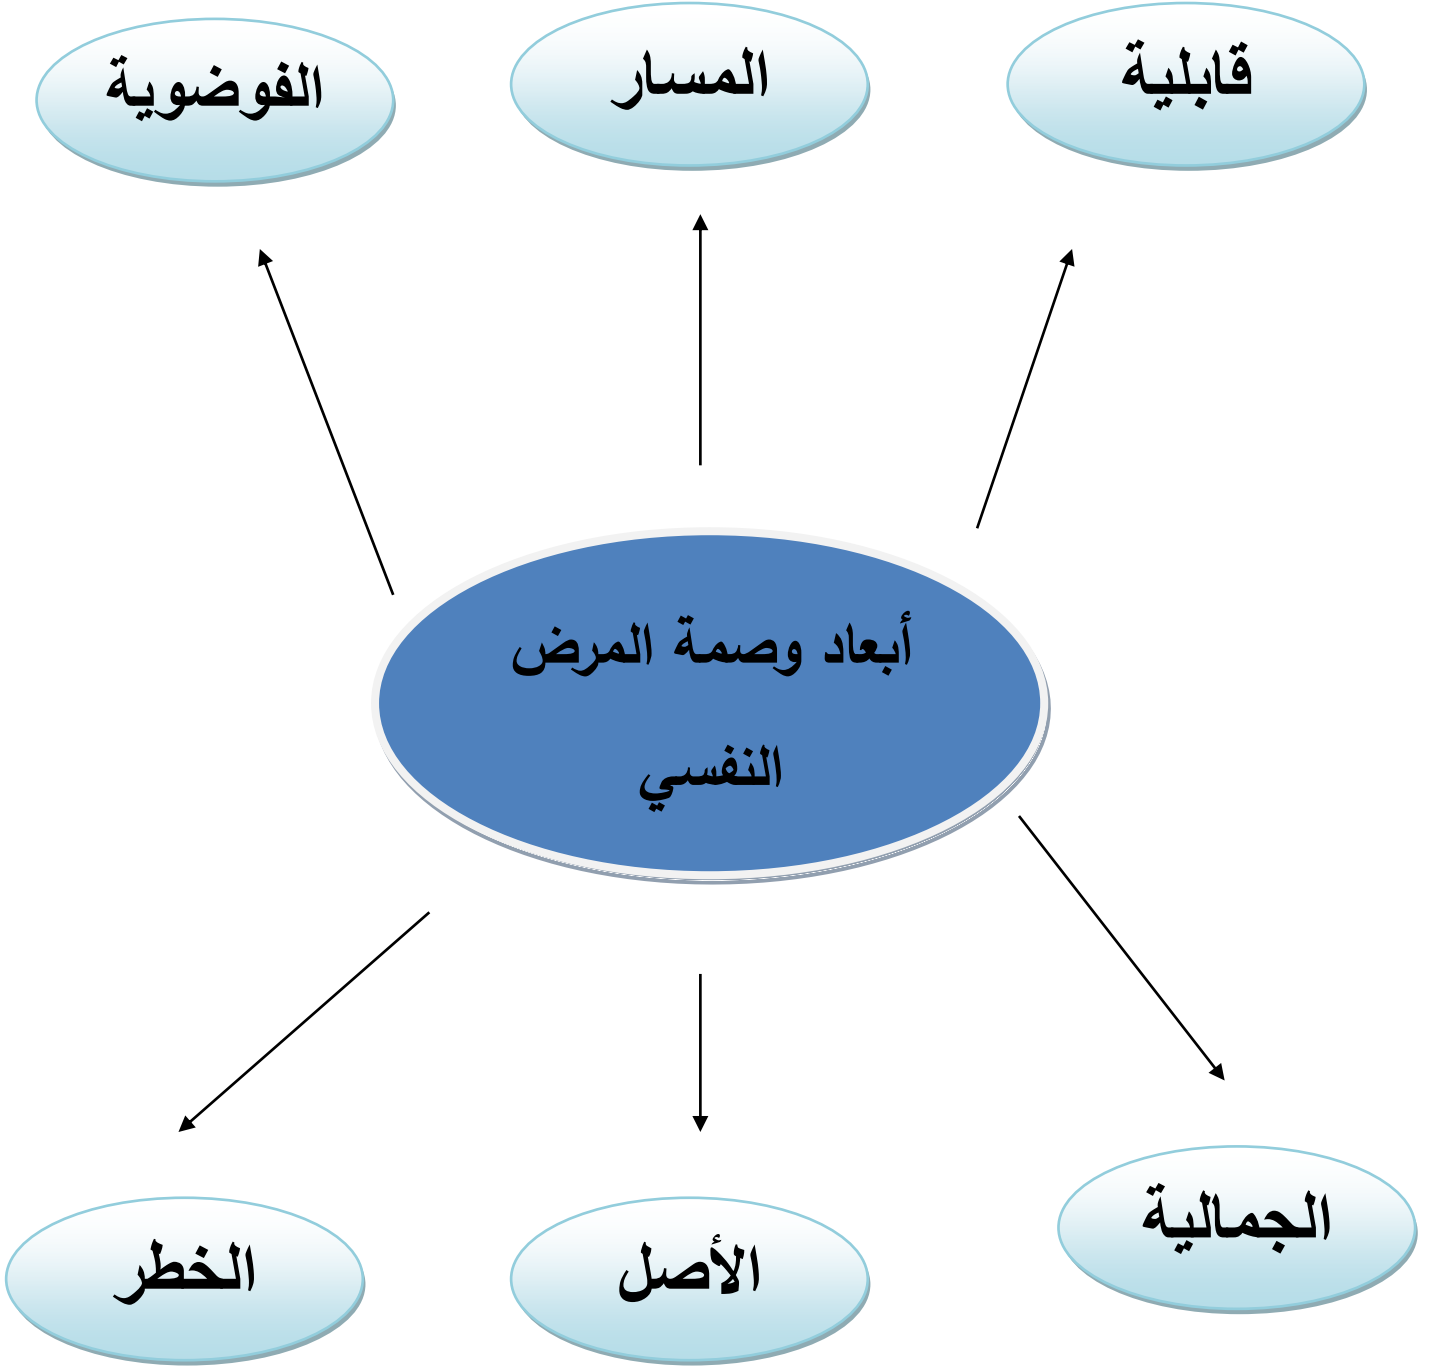 قابلية
المسار
الفوضوية
أبعاد وصمة المرض
النفسي
الجمالية
الأصل
الخطر